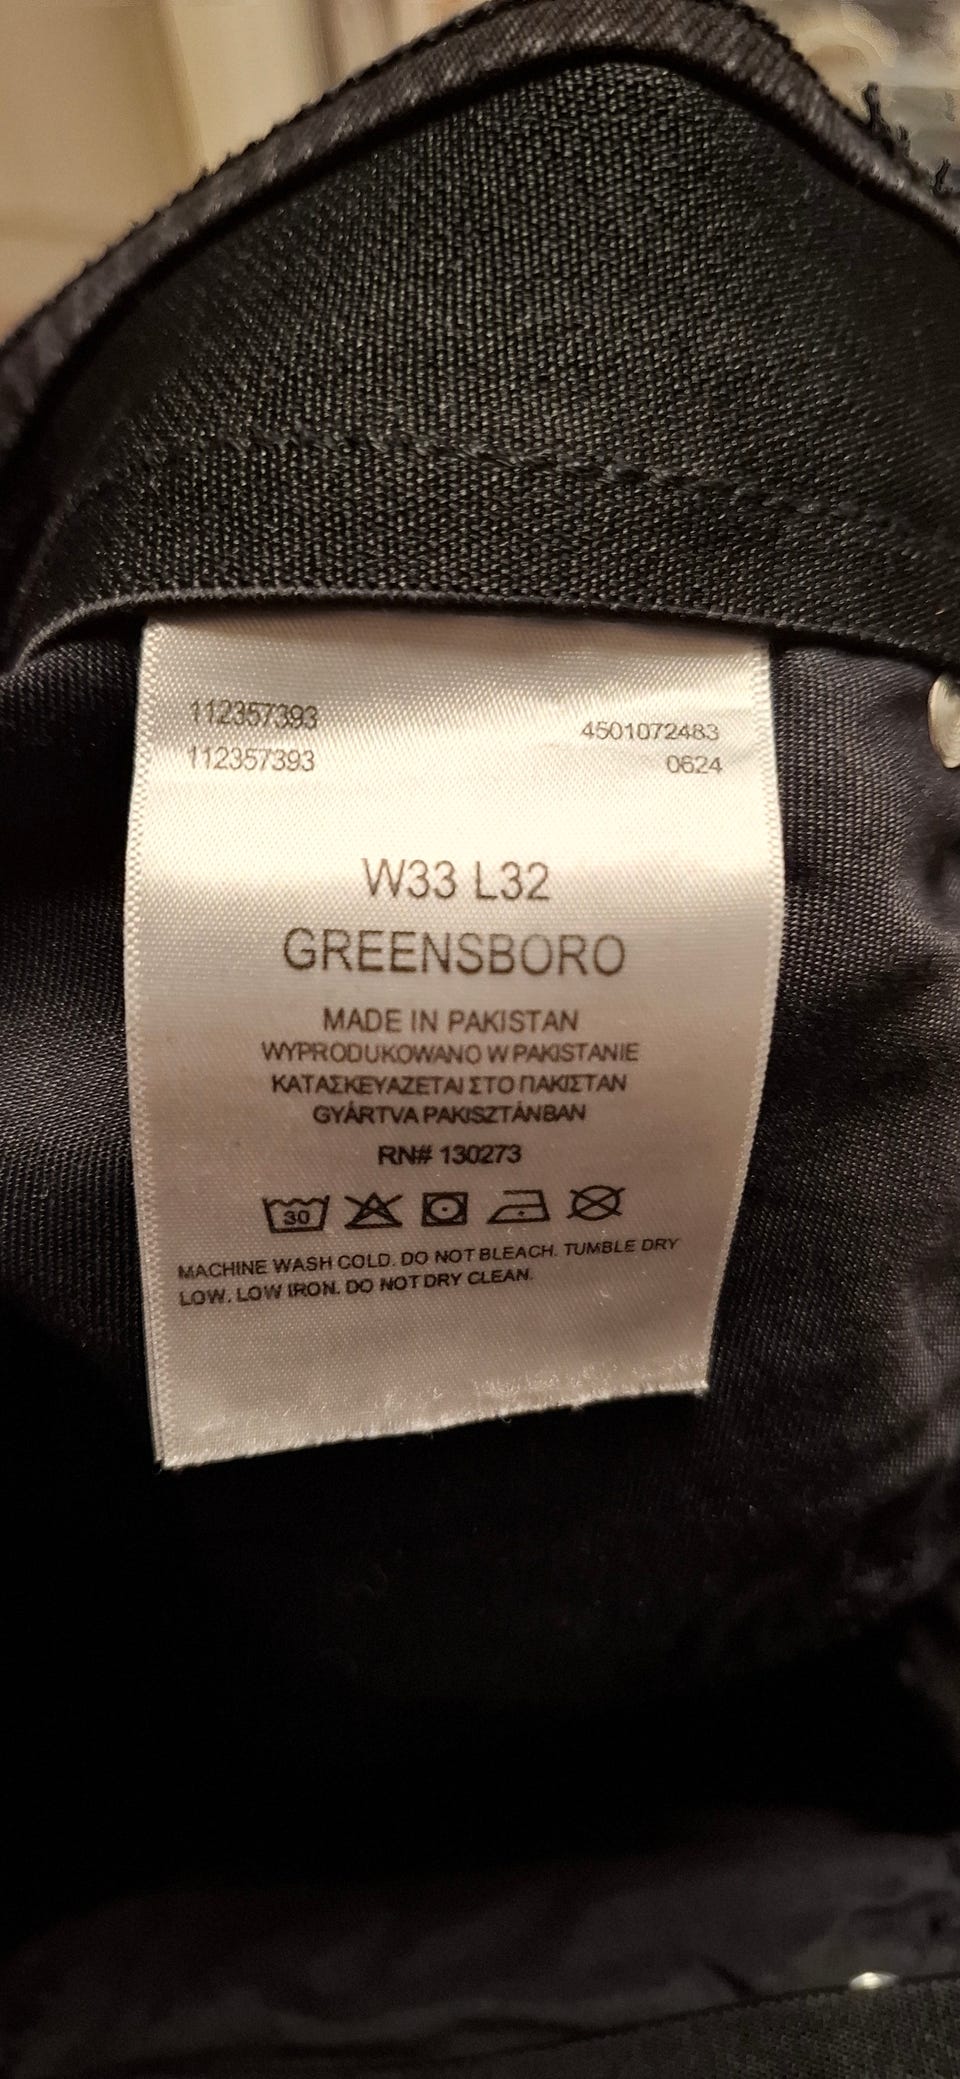 112357393
112357393
4501072483
0624
W33 L32
GREENSBORO
MADE IN PAKISTAN
WYPRODUKOWANO W PAKISTANIE
ΚΑΤΑΣΚΕΥΑΖΕΤΑΙ ΣΤΟ ΠΑΚΙΣΤΑΝ
GYÁRTVA PAKISZTÁNBAN
RN# 130273
30
MACHINE WASH COLD. DO NOT BLEACH. TUMBLE DRY
LOW. LOW IRON. DO NOT DRY CLEAN.